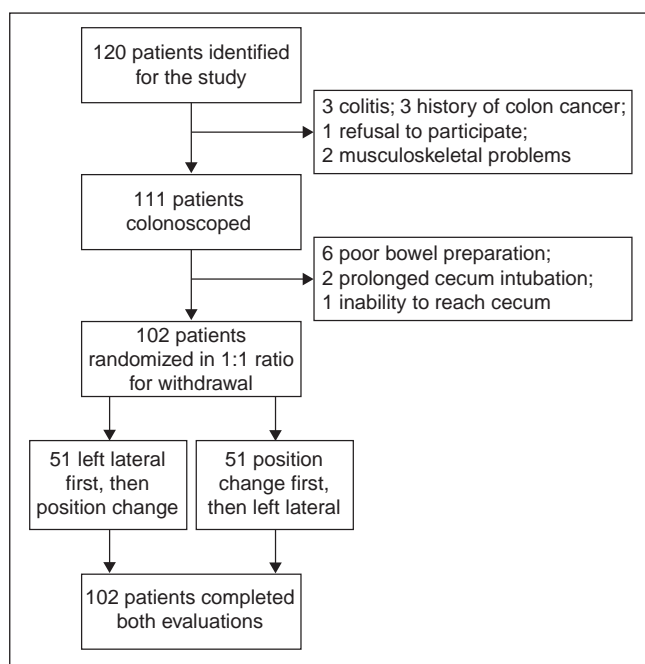 120 patients identified
for the study
3 colitis; 3 history of colon cancer;
1 refusal to participate;
2 musculoskeletal problems
111 patients
colonoscoped
6 poor bowel preparation;
2 prolonged cecum intubation;
1 inability to reach cecum
102 patients
randomized in 1:1 ratio
for withdrawal
51 left lateral
first, then
position change
51 position
change first,
then left lateral
102 patients completed
both evaluations